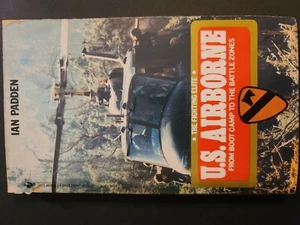 IAN PADDEN
★ THE FIGHTING ELITE ★
U.S. AIRBORNE
FROM BOOT CAMP TO THE BATTLE ZONES